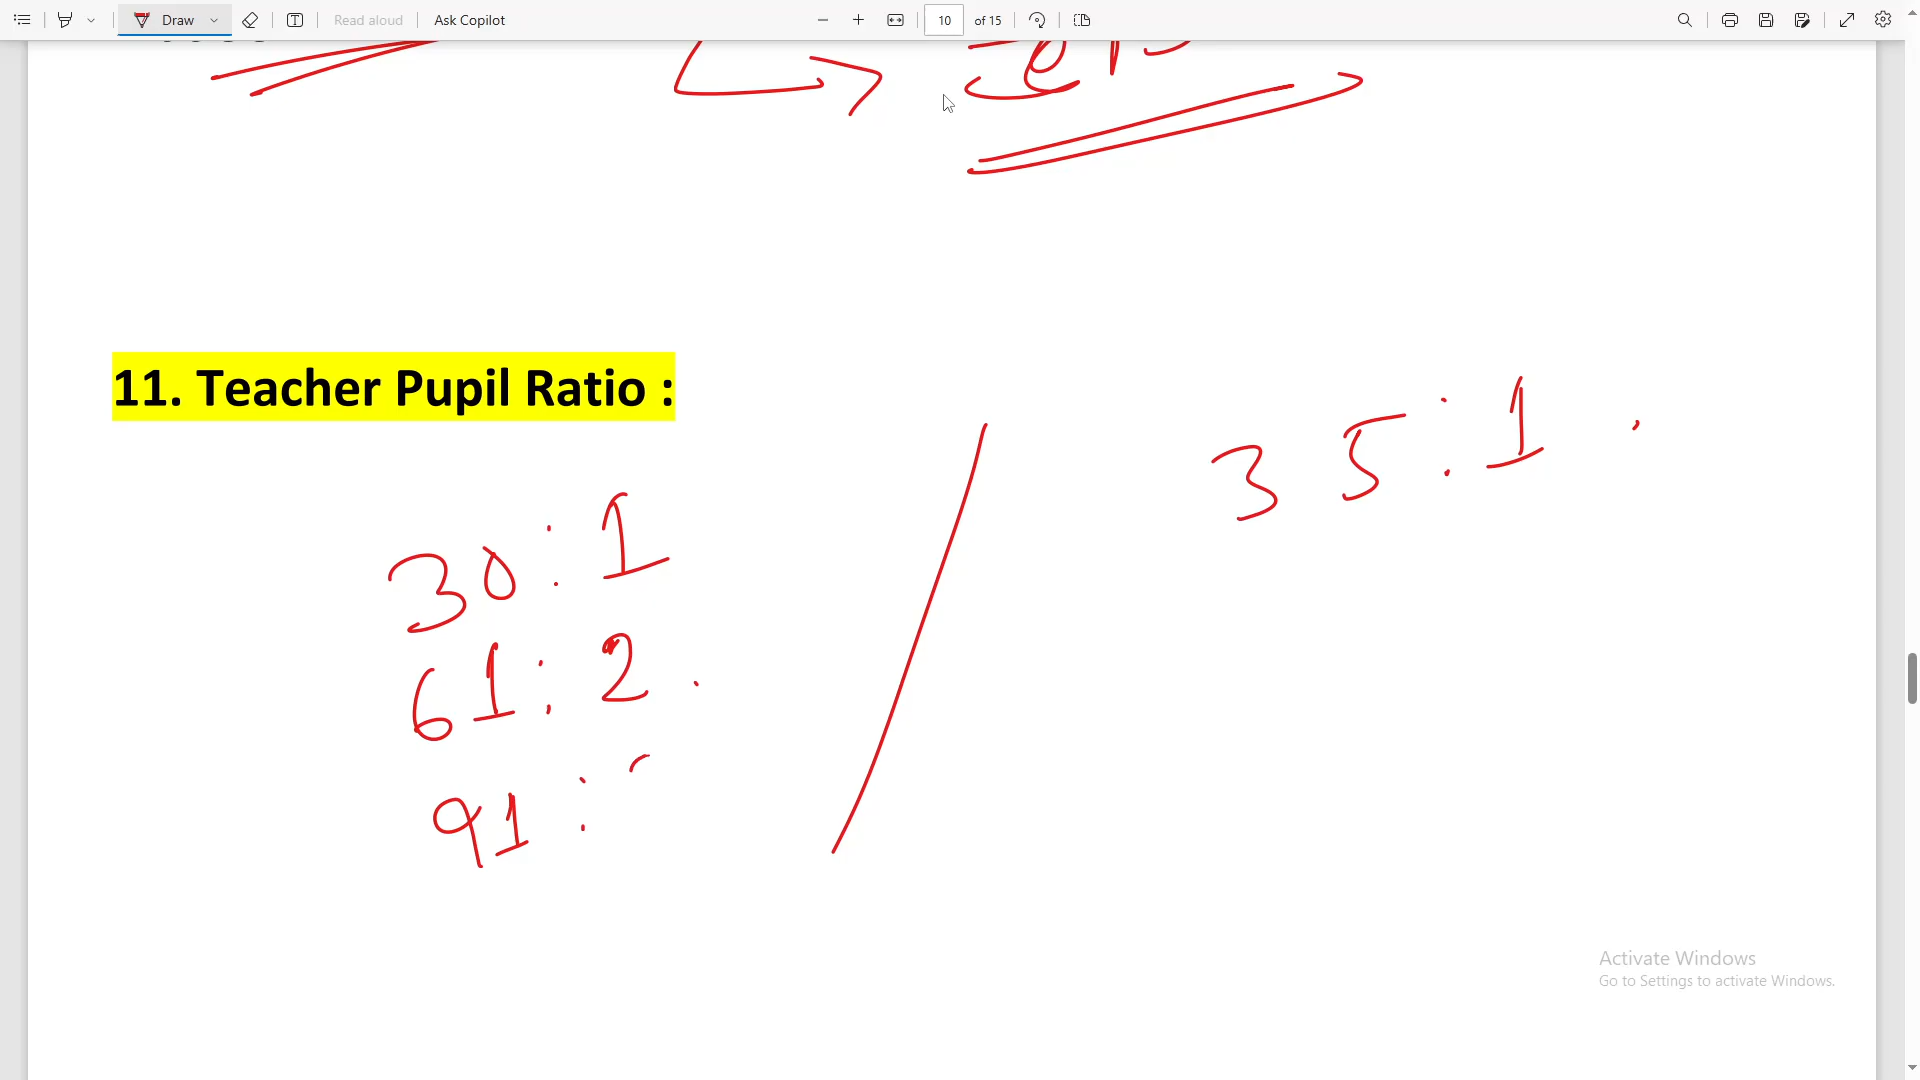 Draw
Read aloud
Ask Copilot
10 of 15
11. Teacher Pupil Ratio :
30:1
61:2.
91:
35:1.
Activate Windows
Go to Settings to activate Windows.